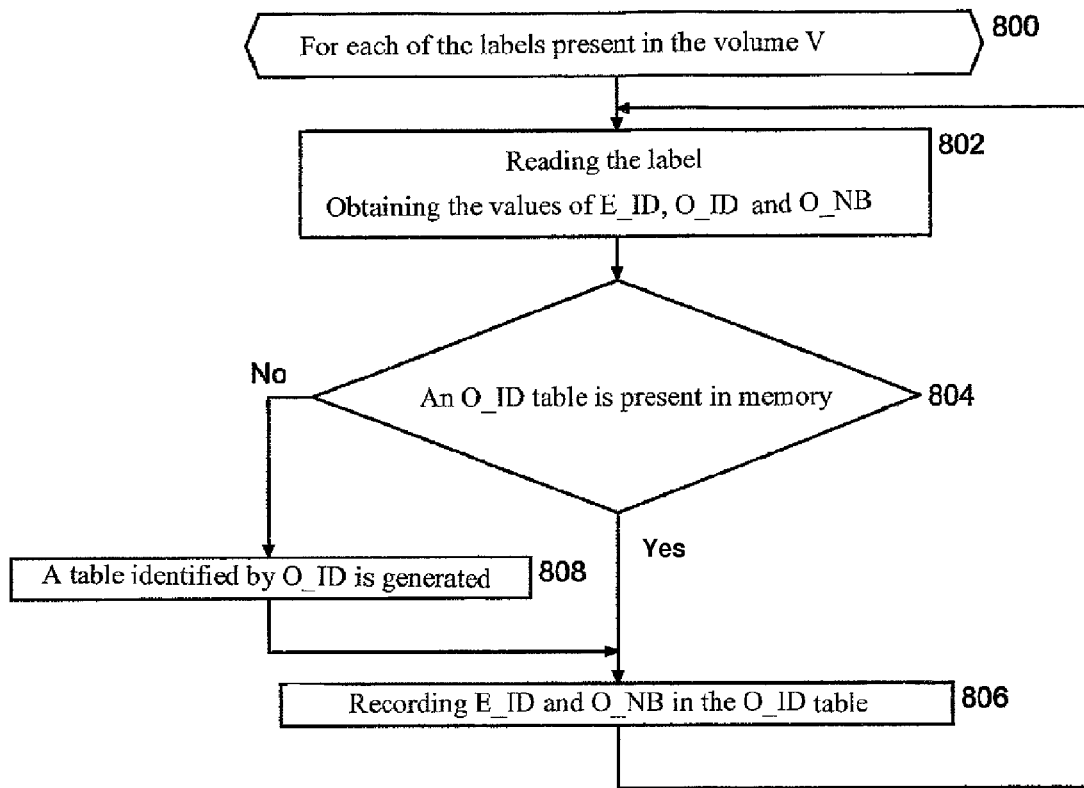 For each of the labels present in the volume V
800
Reading the label
802
Obtaining the values of E_ID, O_ID and O_NB
No
An O_ID table is present in memory
804
Yes
A table identified by O_ID is generated
808
Recording E_ID and O_NB in the O_ID table
806